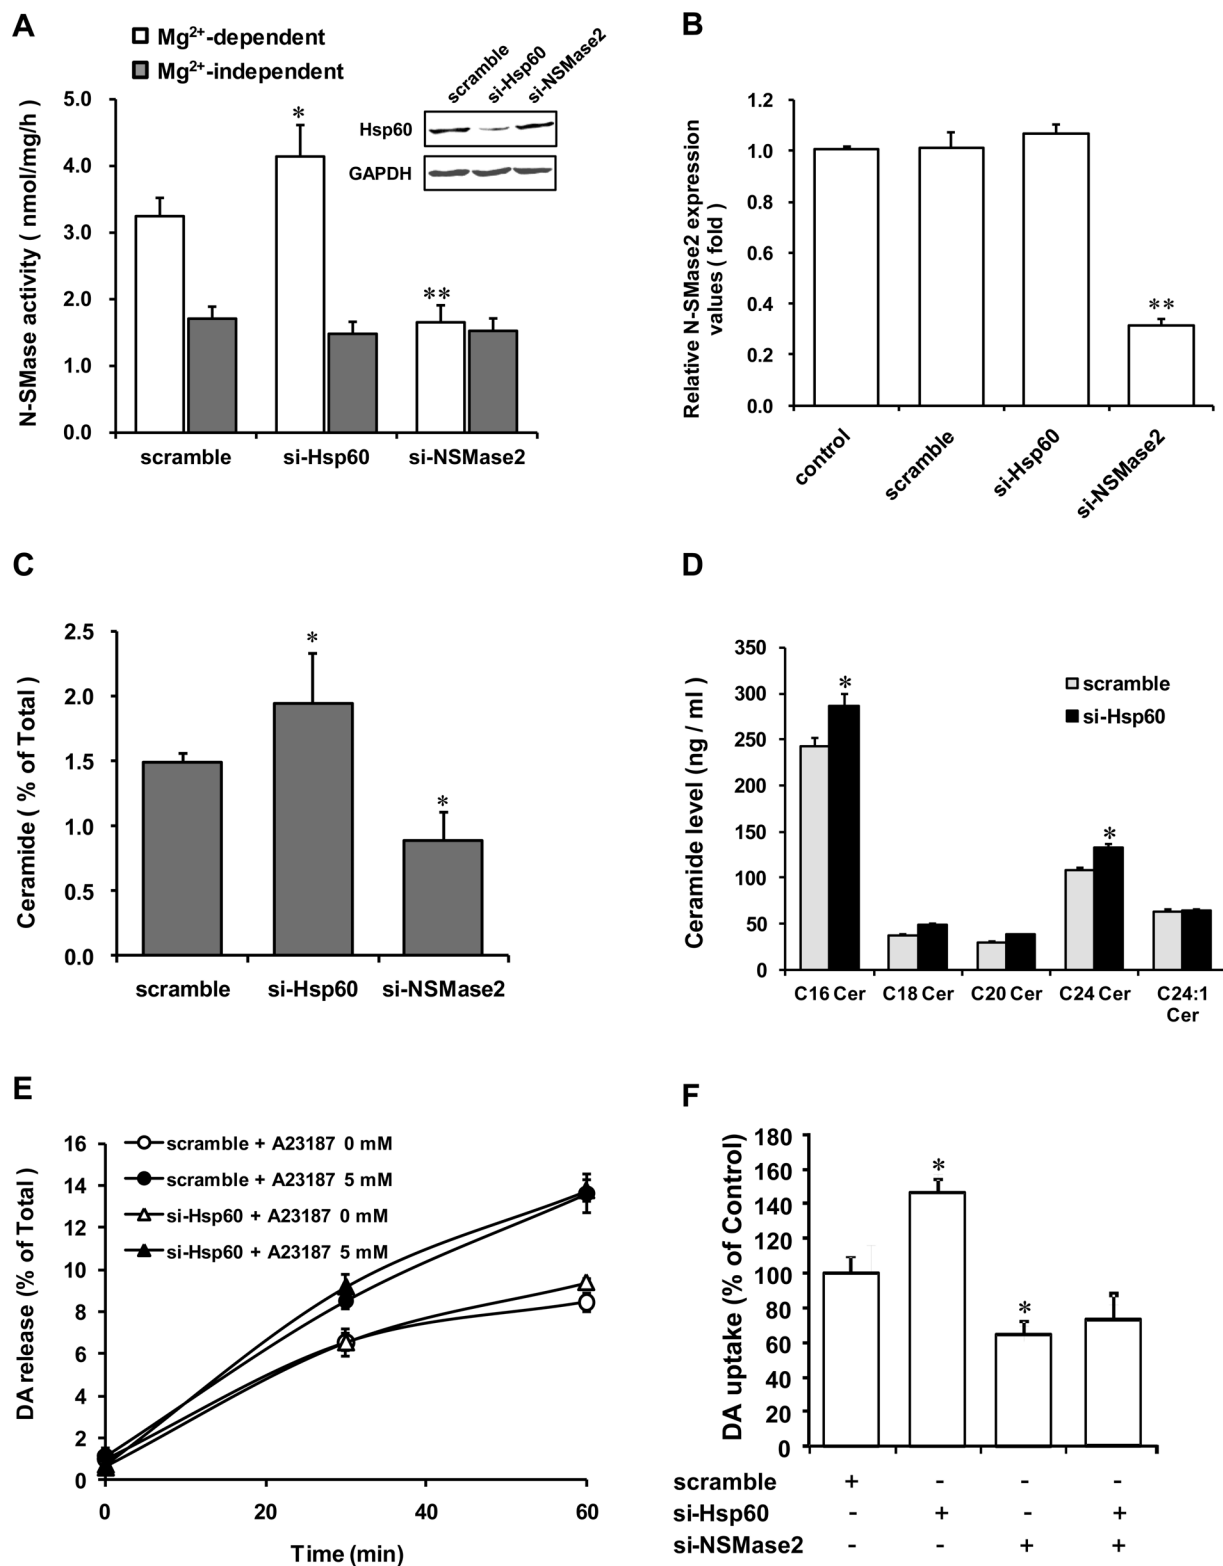 A
Mg²⁺-dependent
Mg²⁺-independent
scramble
si-Hsp60
si-NSMase2
Hsp60
GAPDH
N-SMase activity ( nmol/mg/h )
5.0
4.0
3.0
2.0
1.0
0.0
*
**
scramble
si-Hsp60
si-NSMase2
B
Relative N-SMase2 expression
values ( fold )
1.2
1.0
0.8
0.6
0.4
0.2
0.0
**
control
scramble
si-Hsp60
si-NSMase2
C
Ceramide ( % of Total )
2.5
2.0
1.5
1.0
0.5
0.0
*
*
scramble
si-Hsp60
si-NSMase2
D
Ceramide level (ng / ml )
350
300
250
200
150
100
50
0
*
*
scramble
si-Hsp60
C16 Cer
C18 Cer
C20 Cer
C24 Cer
C24:1
Cer
E
DA release (% of Total )
16
14
12
10
8
6
4
2
0
scramble + A23187 0 mM
scramble + A23187 5 mM
si-Hsp60 + A23187 0 mM
si-Hsp60 + A23187 5 mM
0
20
40
60
Time (min)
F
DA uptake (% of Control)
180
160
140
120
100
80
60
40
20
0
*
*
scramble + - - -
si-Hsp60 - + - +
si-NSMase2 - - + +